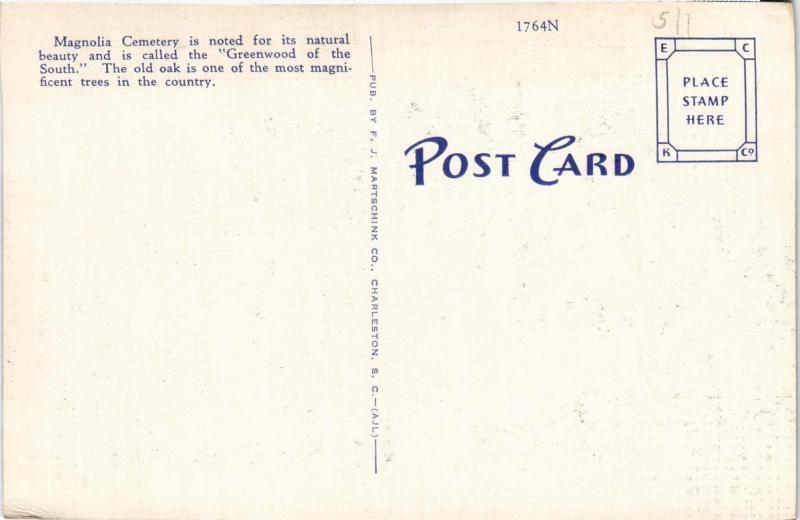 Magnolia Cemetery is noted for its natural
beauty and is called the "Greenwood of the
South." The old oak is one of the most magni-
ficent trees in the country.
PUB. BY F. J. MARTSCHINK CO., CHARLESTON, S. C.—(AJL)
1764N
5/1
E C
PLACE
STAMP
HERE
K Co
POST CARD